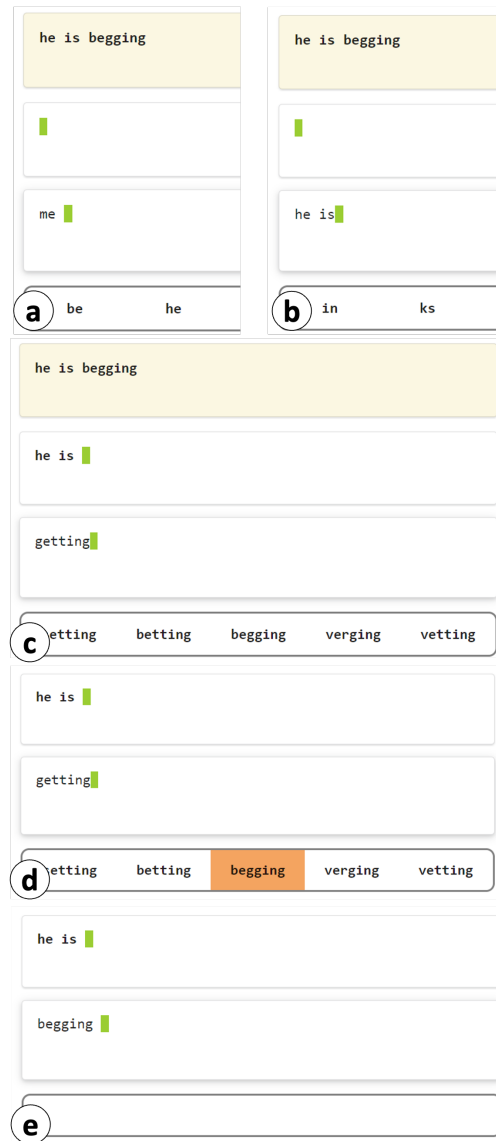 he is begging
me
a be he
he is begging
he is
b in ks
he is begging
he is
getting
c etting betting begging verging vetting
he is
getting
d etting betting begging verging vetting
he is
begging
e